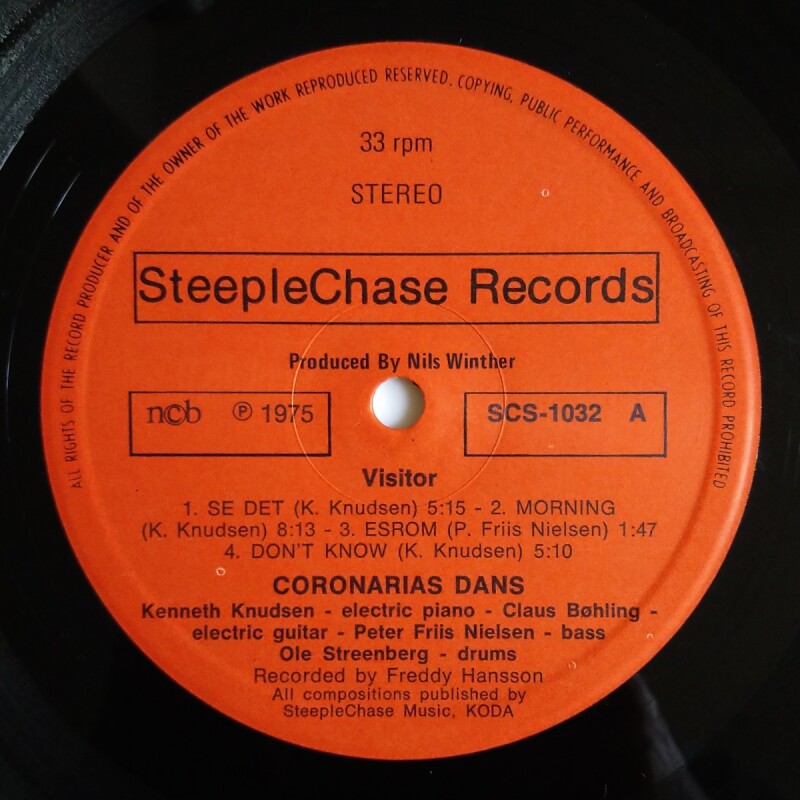 ALL RIGHTS OF THE RECORD PRODUCER AND OF THE OWNER OF THE WORK REPRODUCED RESERVED. COPYING, PUBLIC PERFORMANCE AND BROADCASTING OF THIS RECORD PROHIBITED
33 rpm
STEREO
SteepleChase Records
Produced By Nils Winther
ncb ℗ 1975
SCS-1032 A
Visitor
1. SE DET (K. Knudsen) 5:15 - 2. MORNING
(K. Knudsen) 8:13 - 3. ESROM (P. Friis Nielsen) 1:47
4. DON'T KNOW (K. Knudsen) 5:10
CORONARIAS DANS
Kenneth Knudsen - electric piano - Claus Bøhling -
electric guitar - Peter Friis Nielsen - bass
Ole Streenberg - drums
Recorded by Freddy Hansson
All compositions published by
SteepleChase Music, KODA